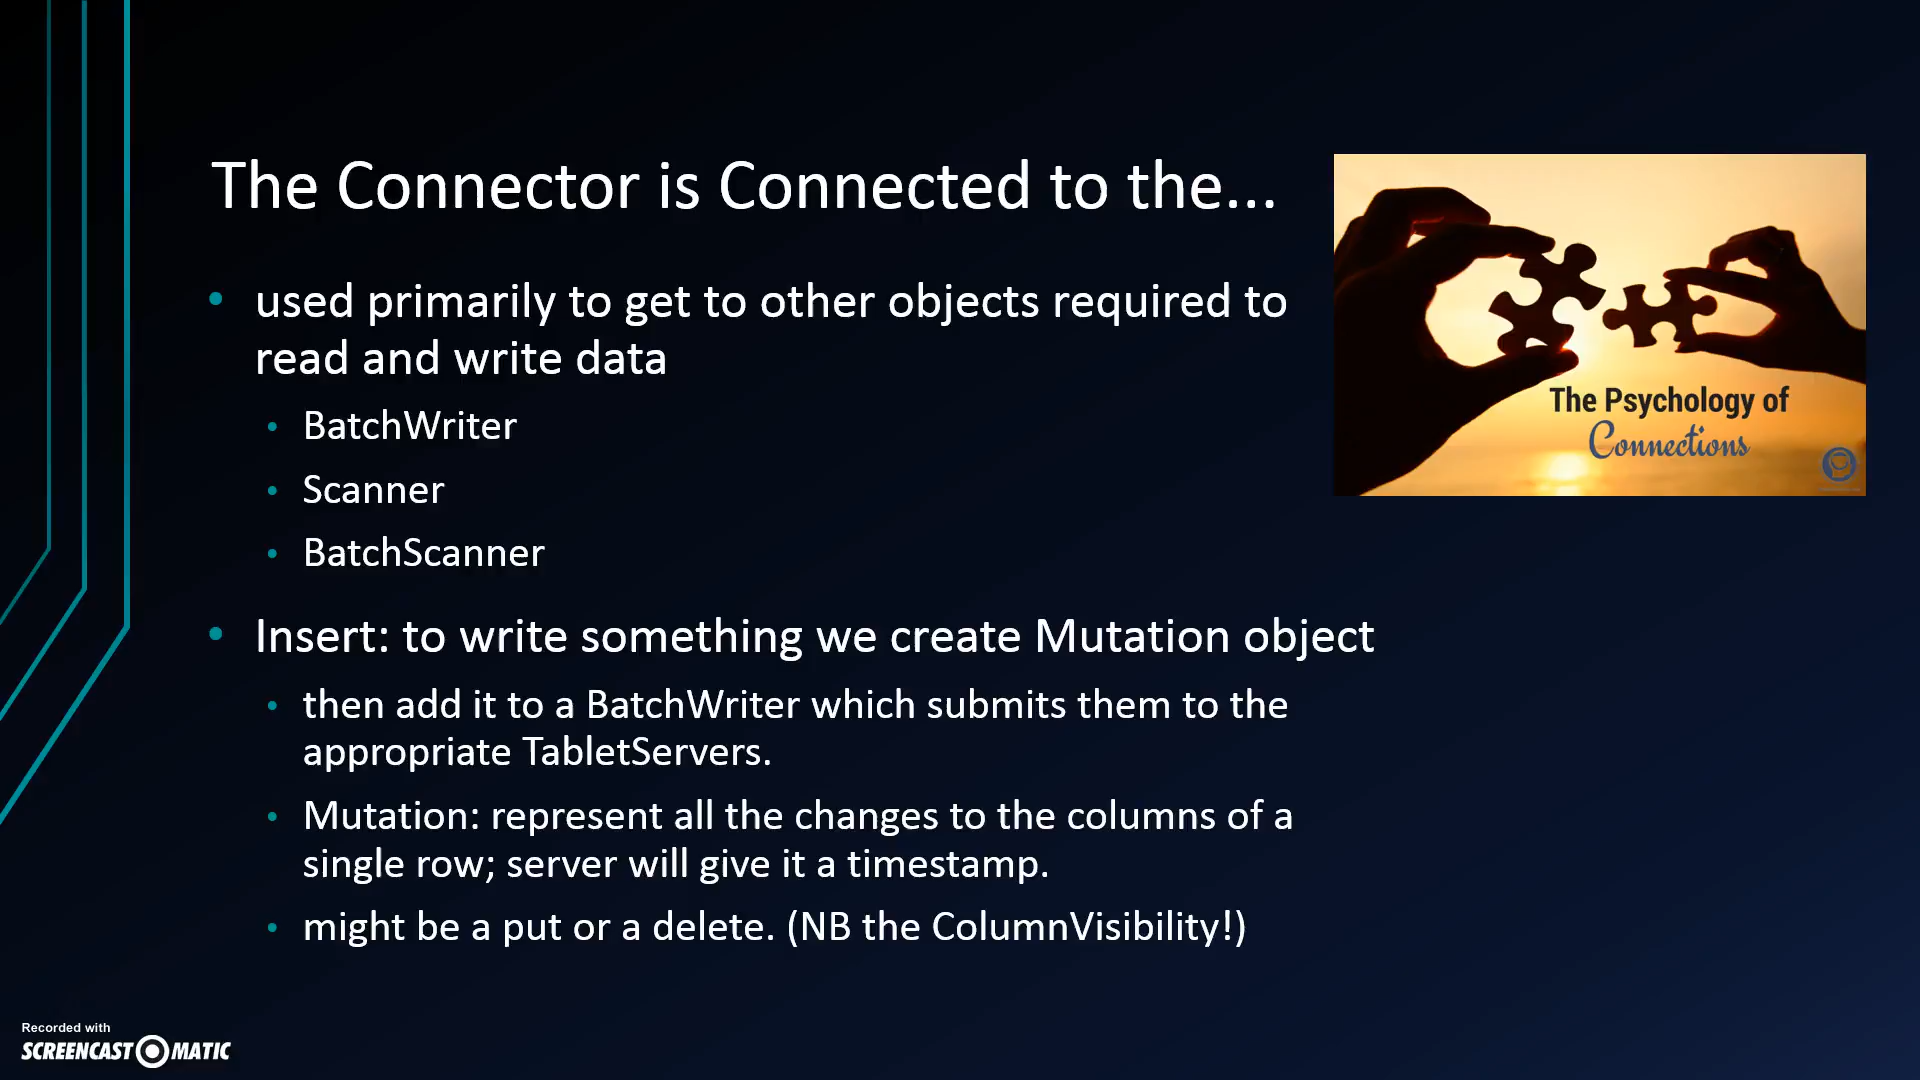 The Connector is Connected to the...
used primarily to get to other objects required to
read and write data
BatchWriter
Scanner
BatchScanner
Insert: to write something we create Mutation object
then add it to a BatchWriter which submits them to the
appropriate TabletServers.
Mutation: represent all the changes to the columns of a
single row; server will give it a timestamp.
might be a put or a delete. (NB the ColumnVisibility!)
The Psychology of
Connections
Recorded with
SCREENCAST MATIC